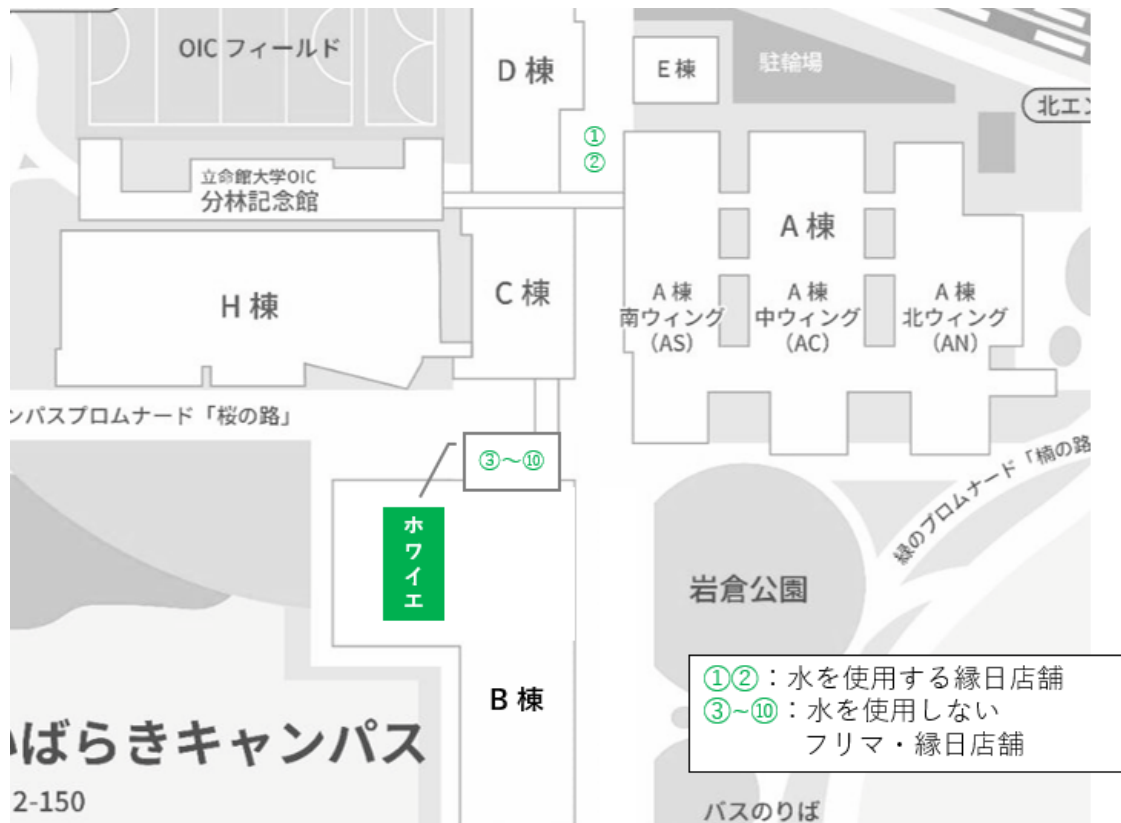 OIC フィールド
D 棟
E 棟
駐輪場
北エン
①
②
立命館大学OIC
分林記念館
A 棟
H 棟
C 棟
A 棟
南ウィング
(AS)
A 棟
中ウィング
(AC)
A 棟
北ウィング
(AN)
ンパスプロムナード「桜の路」
③～⑩
緑のプロムナード「楠の路
ホワイエ
岩倉公園
B 棟
①②：水を使用する縁日店舗
③~⑩：水を使用しない
フリマ・縁日店舗
いばらきキャンパス
2-150
バスのりば